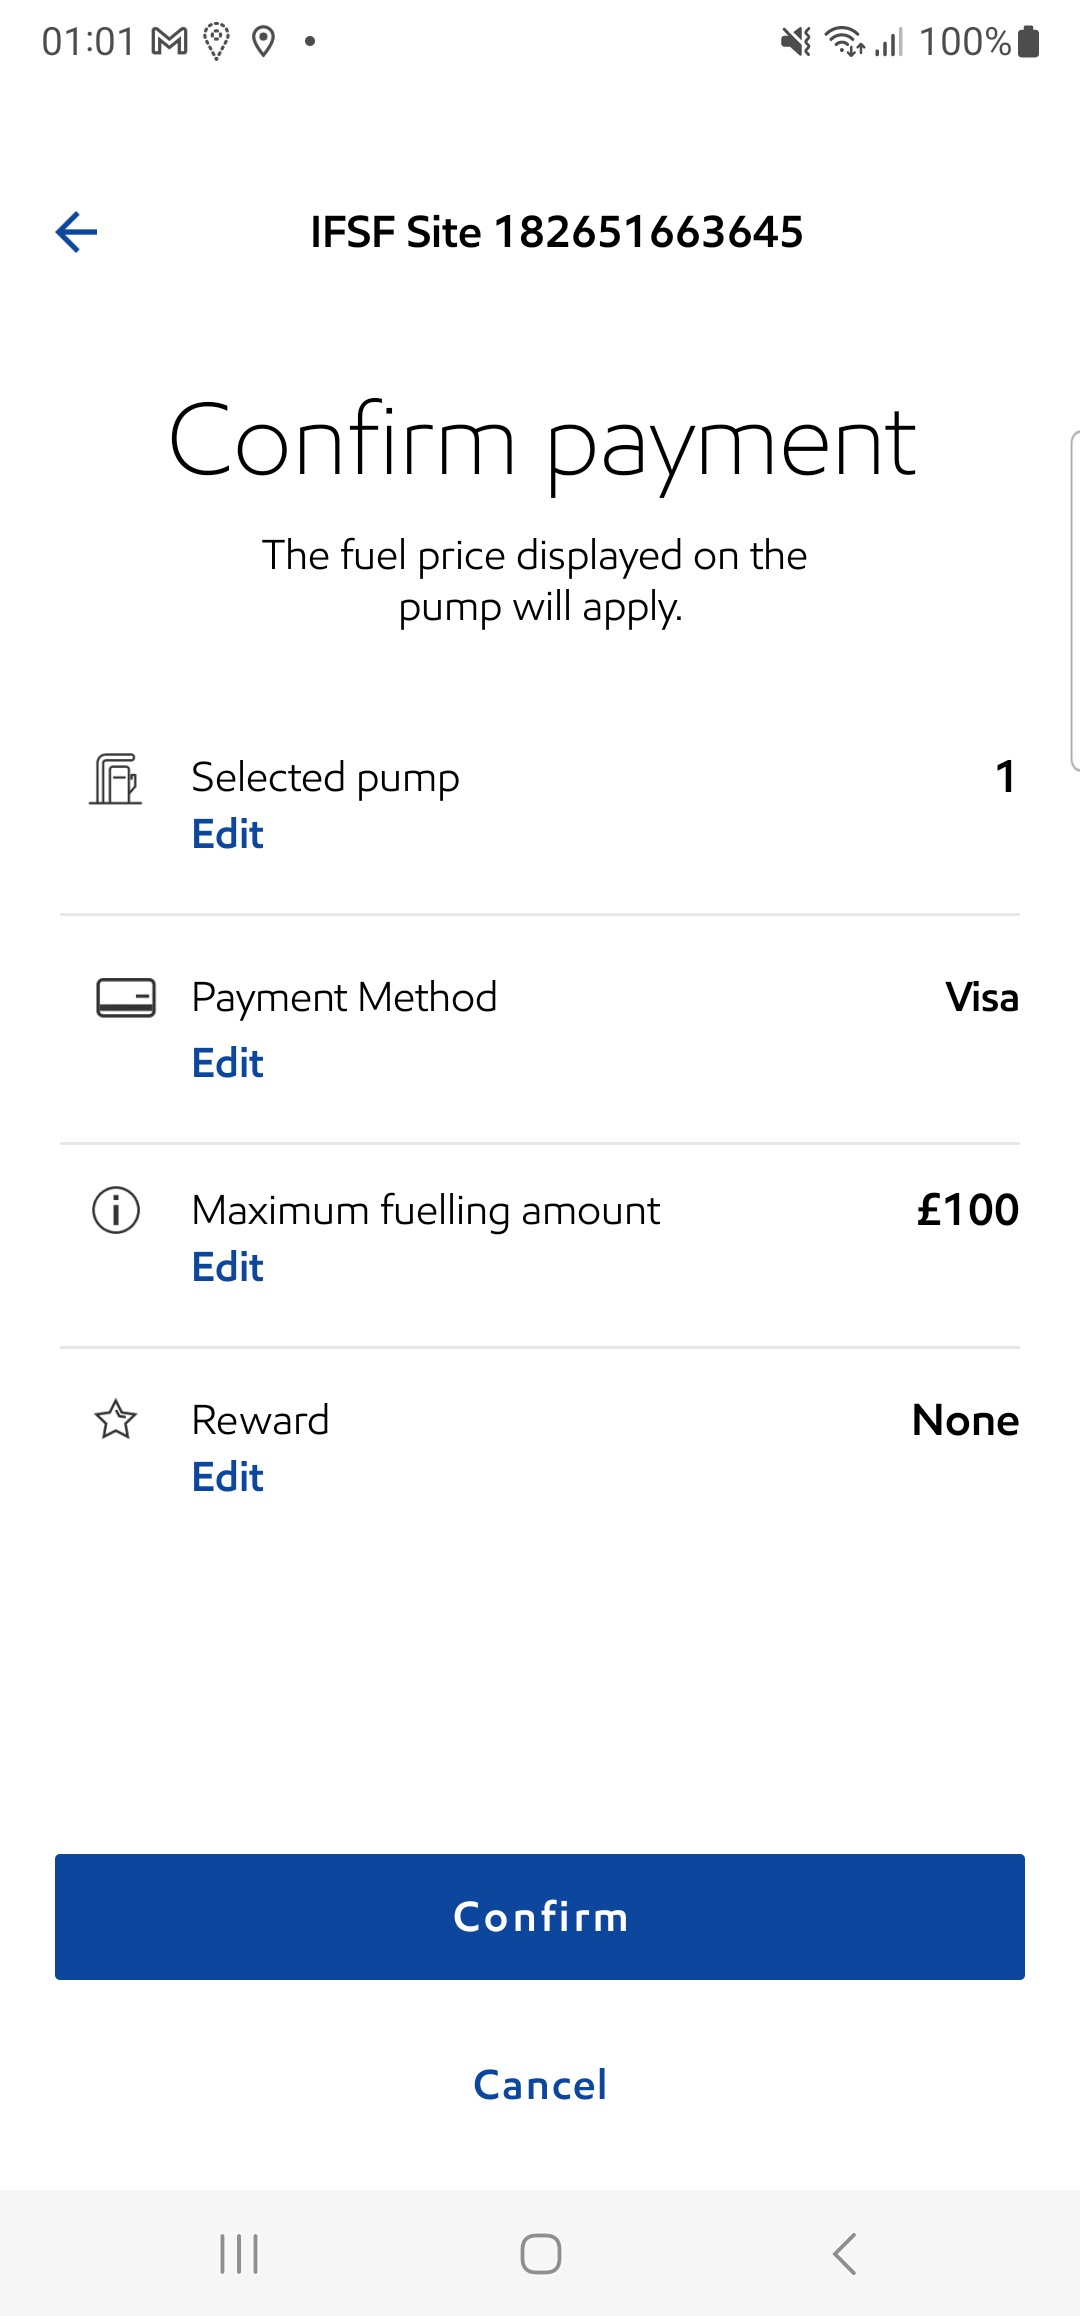 01:01
100%
IFSF Site 182651663645
Confirm payment
The fuel price displayed on the
pump will apply.
Selected pump 1
Edit
Payment Method Visa
Edit
Maximum fuelling amount £100
Edit
Reward None
Edit
Confirm
Cancel